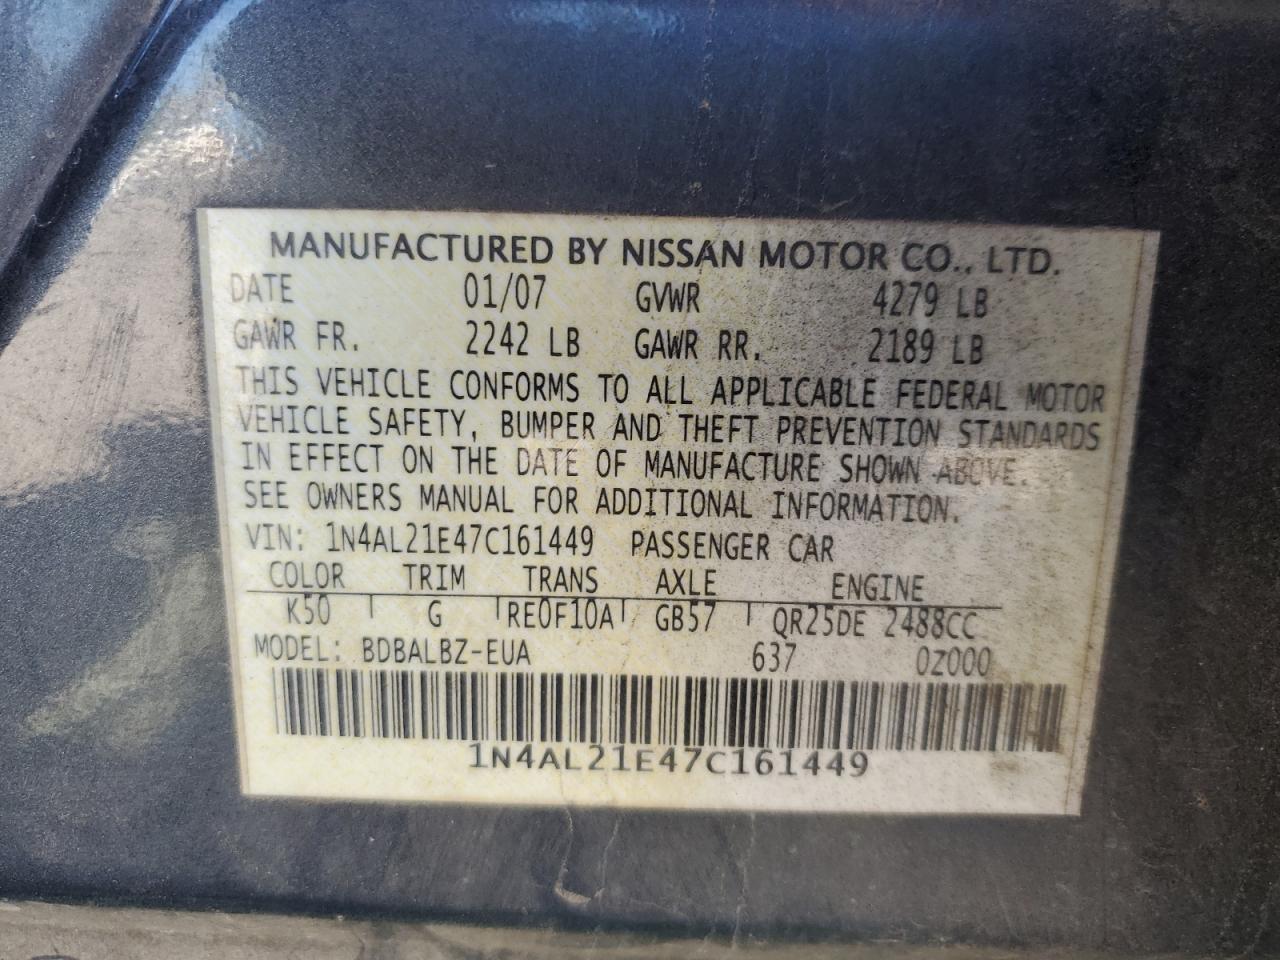 MANUFACTURED BY NISSAN MOTOR CO., LTD.
DATE 01/07 GVWR 4279 LB
GAWR FR. 2242 LB GAWR RR. 2189 LB
THIS VEHICLE CONFORMS TO ALL APPLICABLE FEDERAL MOTOR
VEHICLE SAFETY, BUMPER AND THEFT PREVENTION STANDARDS
IN EFFECT ON THE DATE OF MANUFACTURE SHOWN ABOVE.
SEE OWNERS MANUAL FOR ADDITIONAL INFORMATION.
VIN: 1N4AL21E47C161449 PASSENGER CAR
COLOR TRIM TRANS AXLE ENGINE
K50 G RE0F10A GB57 QR25DE 2488CC
MODEL: BDBALBZ-EUA 637 0Z000
1N4AL21E47C161449